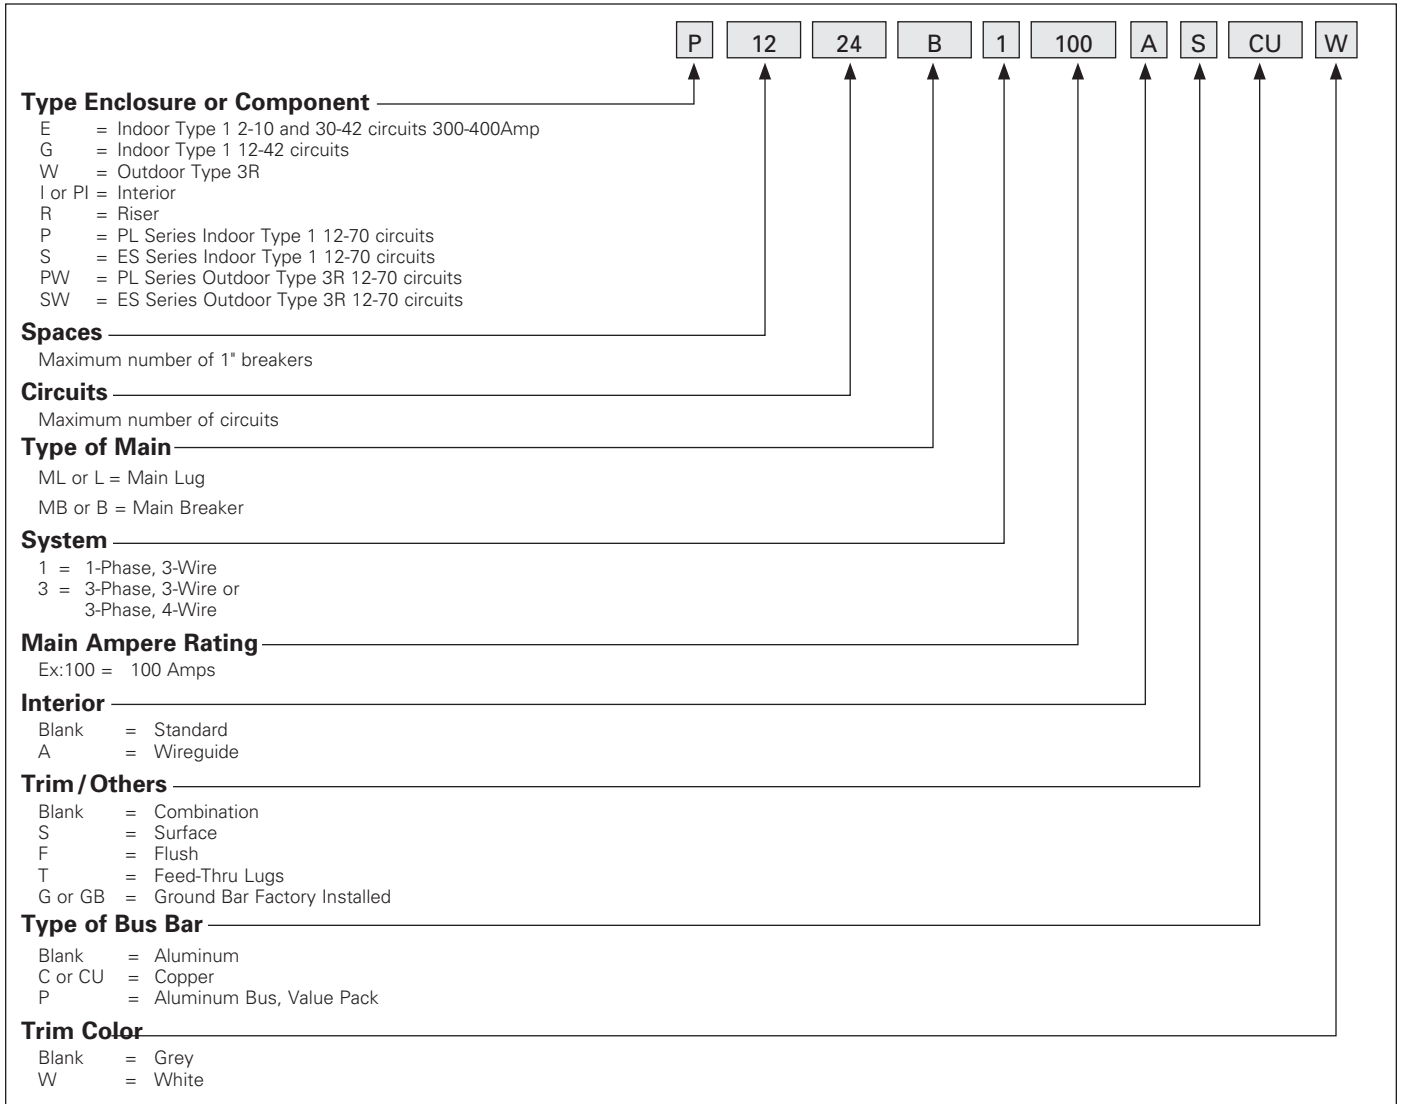 P 12 24 B 1 100 A S CU W
Type Enclosure or Component
E = Indoor Type 1 2-10 and 30-42 circuits 300-400Amp
G = Indoor Type 1 12-42 circuits
W = Outdoor Type 3R
I or PI = Interior
R = Riser
P = PL Series Indoor Type 1 12-70 circuits
S = ES Series Indoor Type 1 12-70 circuits
PW = PL Series Outdoor Type 3R 12-70 circuits
SW = ES Series Outdoor Type 3R 12-70 circuits
Spaces
Maximum number of 1" breakers
Circuits
Maximum number of circuits
Type of Main
ML or L = Main Lug
MB or B = Main Breaker
System
1 = 1-Phase, 3-Wire
3 = 3-Phase, 3-Wire or
3-Phase, 4-Wire
Main Ampere Rating
Ex:100 = 100 Amps
Interior
Blank = Standard
A = Wireguide
Trim/Others
Blank = Combination
S = Surface
F = Flush
T = Feed-Thru Lugs
G or GB = Ground Bar Factory Installed
Type of Bus Bar
Blank = Aluminum
C or CU = Copper
P = Aluminum Bus, Value Pack
Trim Color
Blank = Grey
W = White